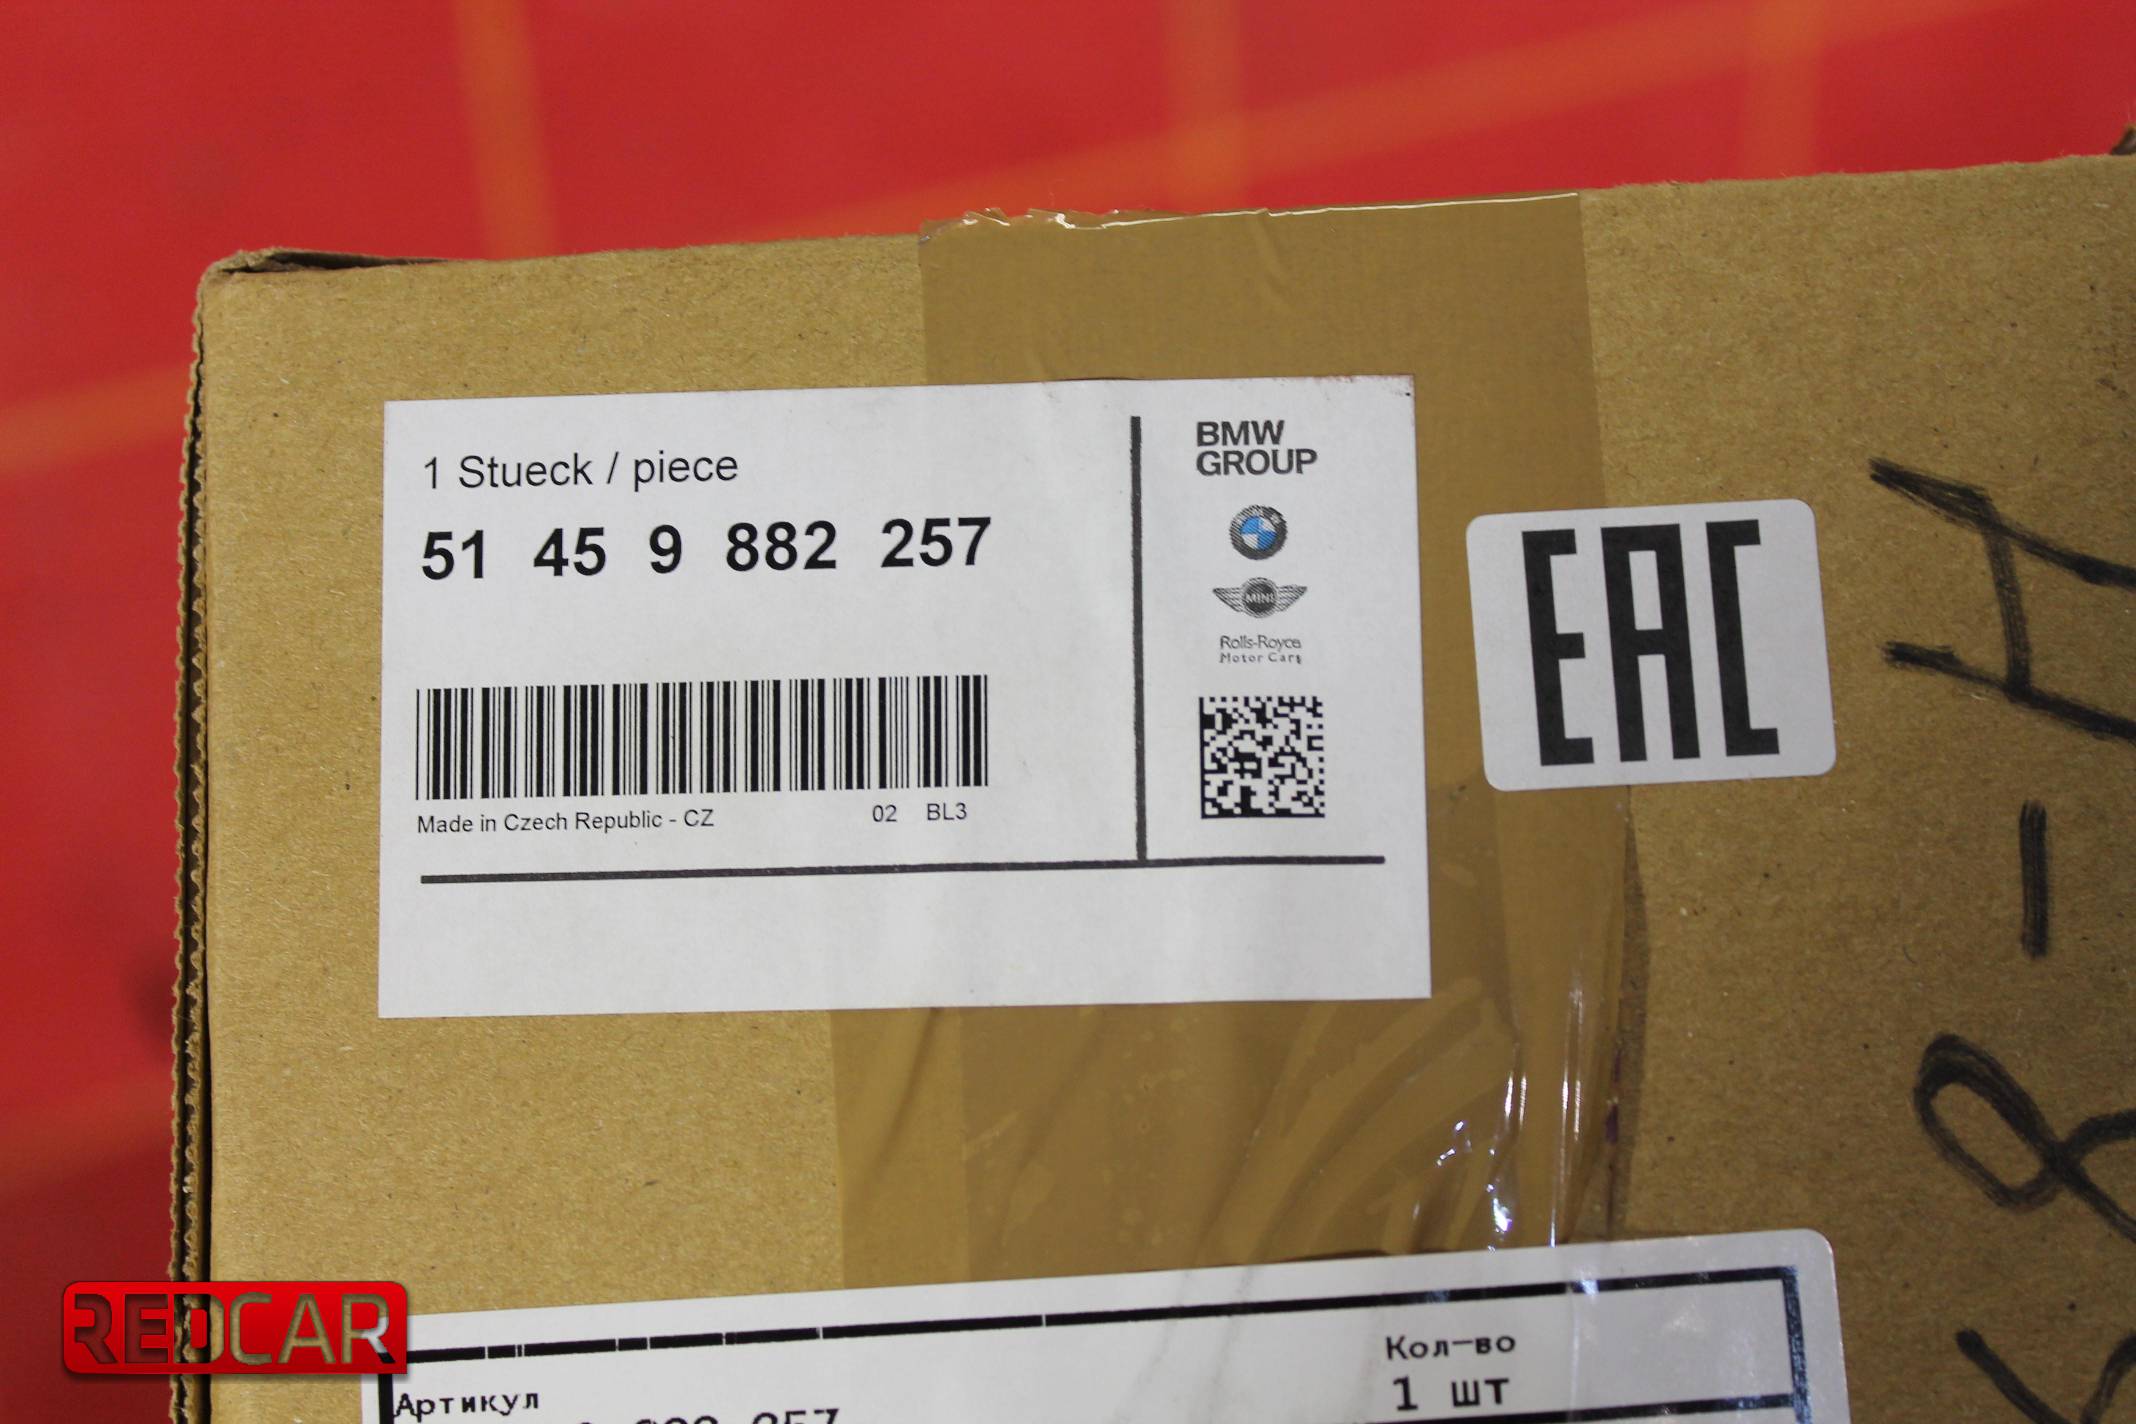 1 Stueck / piece
51 45 9 882 257
Made in Czech Republic - CZ 02 BL3
BMW
GROUP
MINI
Rolls-Royce
Motor Cars
EAC
REDCAR
Артикул
Кол-во
1 шт